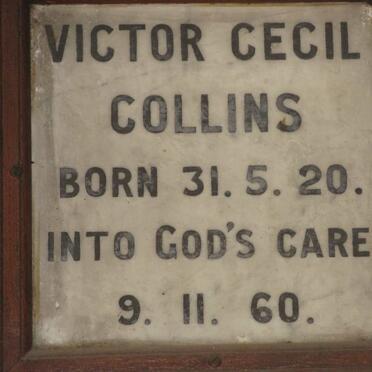 VICTOR CECIL
COLLINS
BORN 31. 5. 20.
INTO GOD'S CARE
9. 11. 60.